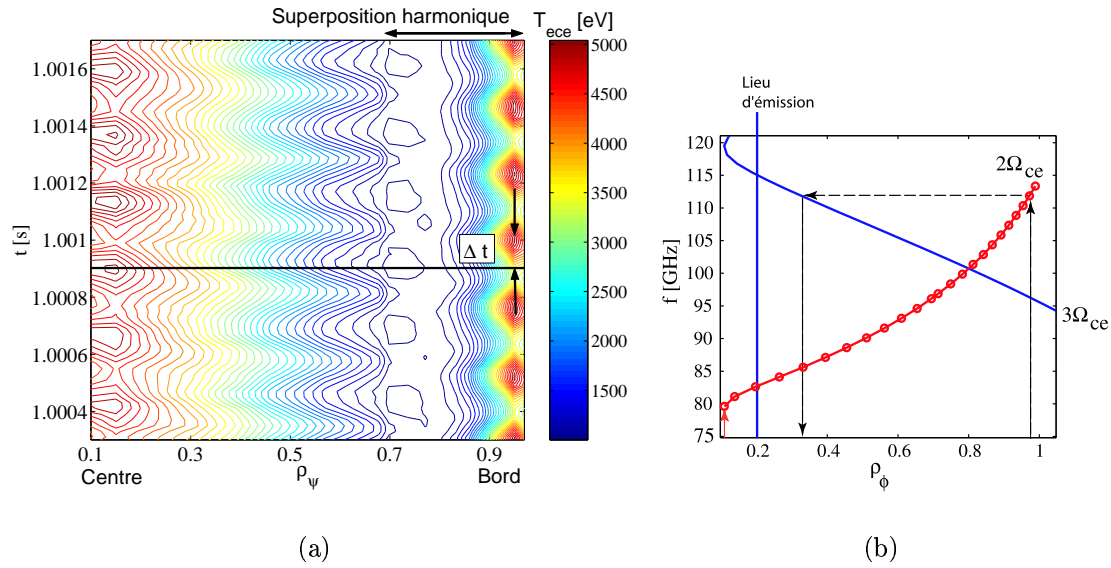 Superposition harmonique
T_ece [eV]
t [s]
1.0016
1.0014
1.0012
1.001
1.0008
1.0006
1.0004
Δ t
0.1 0.3 0.5 0.7 0.9
Centre ρ_ψ Bord
5000
4500
4000
3500
3000
2500
2000
1500
(a)
Lieu
d'émission
f [GHz]
120
115
110
105
100
95
90
85
80
75
2Ω_ce
3Ω_ce
0.2 0.4 0.6 0.8 1
ρ_ϕ
(b)